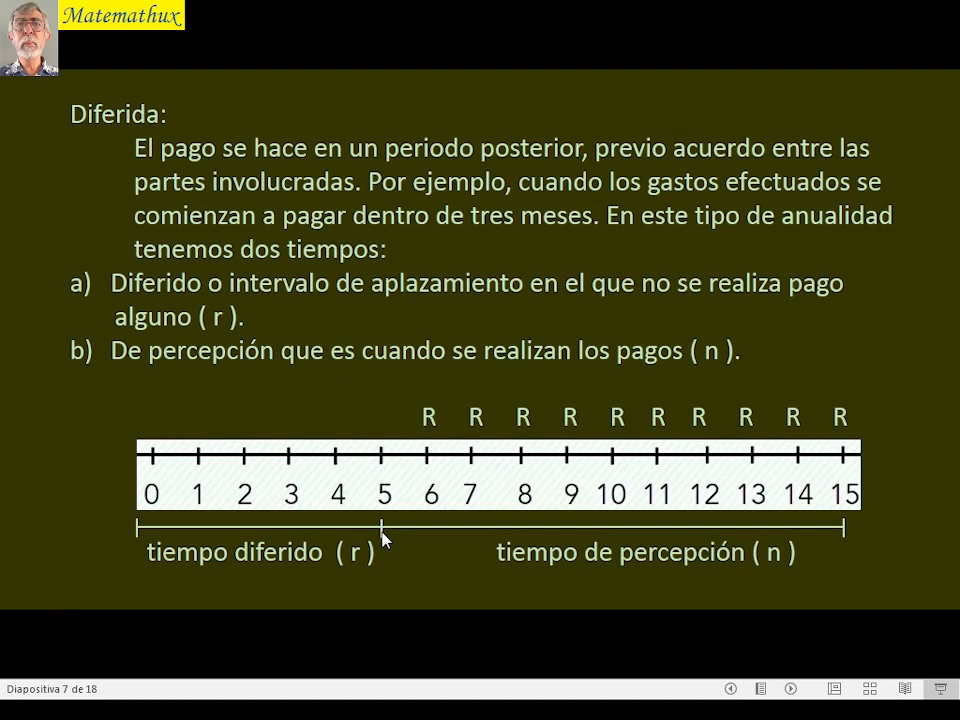 Matemathux
Diferida:
El pago se hace en un periodo posterior, previo acuerdo entre las
partes involucradas. Por ejemplo, cuando los gastos efectuados se
comienzan a pagar dentro de tres meses. En este tipo de anualidad
tenemos dos tiempos:
a) Diferido o intervalo de aplazamiento en el que no se realiza pago
alguno ( r ).
b) De percepción que es cuando se realizan los pagos ( n ).
R R R R R R R R R R
0 1 2 3 4 5 6 7 8 9 10 11 12 13 14 15
tiempo diferido ( r ) tiempo de percepción ( n )
Diapositiva 7 de 18